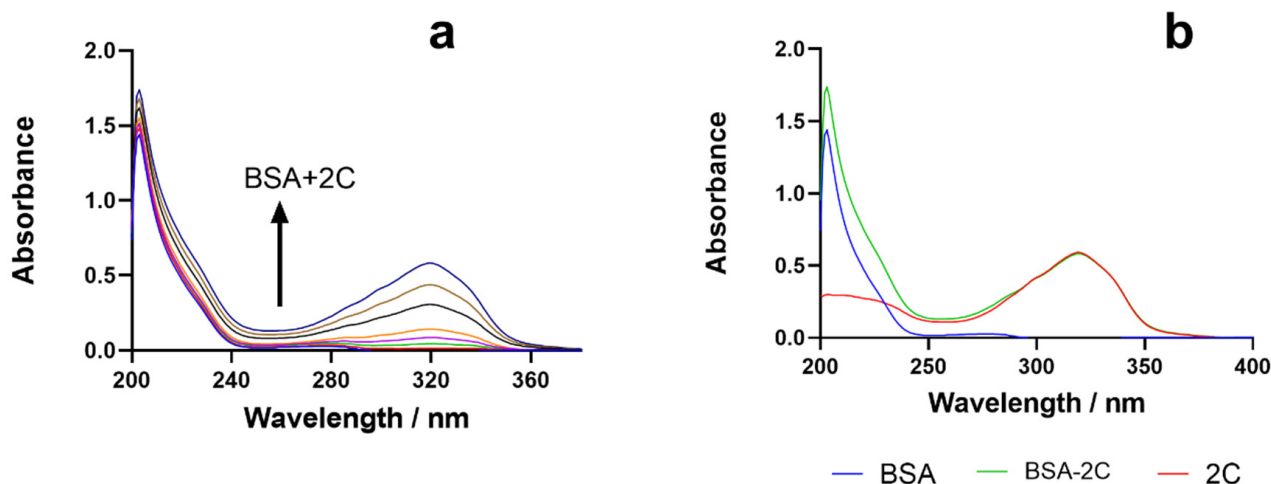 a
2.0
1.5
1.0
0.5
0.0
Absorbance
BSA+2C
200 240 280 320 360
Wavelength / nm
b
2.0
1.5
1.0
0.5
0.0
Absorbance
200 250 300 350 400
Wavelength / nm
BSA BSA-2C 2C